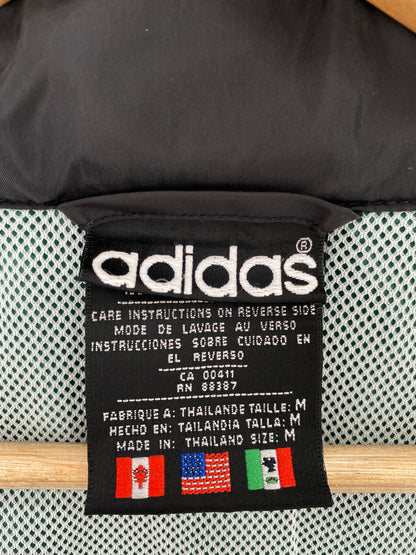 adidas®
CARE INSTRUCTIONS ON REVERSE SIDE
MODE DE LAVAGE AU VERSO
INSTRUCCIONES SOBRE CUIDADO EN
EL REVERSO
CA 00411
RN 88387
FABRIQUE A: THAILANDE TAILLE: M
HECHO EN: TAILANDIA TALLA: M
MADE IN: THAILAND SIZE: M